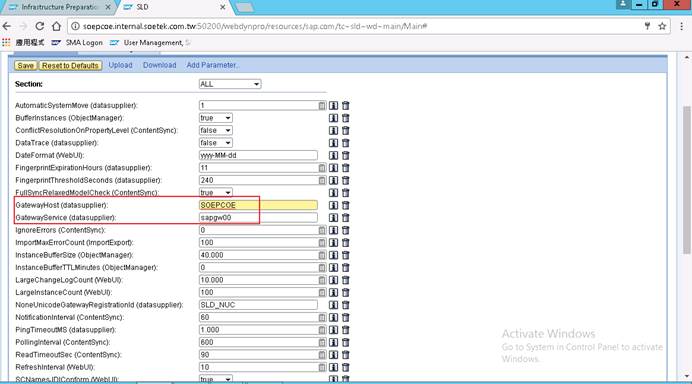 Infrastructure Preparation
SLD
soepcoe.internal.soetek.com.tw:50200/webdynpro/resources/sap.com/tc~sld~wd~main/Main#
應用程式 SMA Logon User Management, S
Save Reset to Defaults Upload Download Add Parameter...
Section: ALL
AutomaticSystemMove (datasupplier): 1
BufferInstances (ObjectManager): true
ConflictResolutionOnPropertyLevel (ContentSync): false
DataTrace (datasupplier): false
DateFormat (WebUI): yyyy-MM-dd
FingerprintExpirationHours (datasupplier): 11
FingerprintThresholdSeconds (datasupplier): 240
FullSyncRelaxedModelCheck (ContentSync): true
GatewayHost (datasupplier): SOEPCOE
GatewayService (datasupplier): sapgw00
IgnoreErrors (ContentSync): 0
ImportMaxErrorCount (ImportExport): 100
InstanceBufferSize (ObjectManager): 40.000
InstanceBufferTTLMinutes (ObjectManager): 0
LargeChangeLogCount (WebUI): 10.000
LargeInstanceCount (WebUI): 100
NoneUnicodeGatewayRegistrationId (datasupplier): SLD_NUC
NotificationInterval (ContentSync): 60
PingTimeoutMS (datasupplier): 1.000
PollingInterval (ContentSync): 600
ReadTimeoutSec (ContentSync): 90
RefreshInterval (WebUI): 10
SCNamesJDIConform (WebUI): true
Activate Windows
Go to System in Control Panel to activate
Windows.